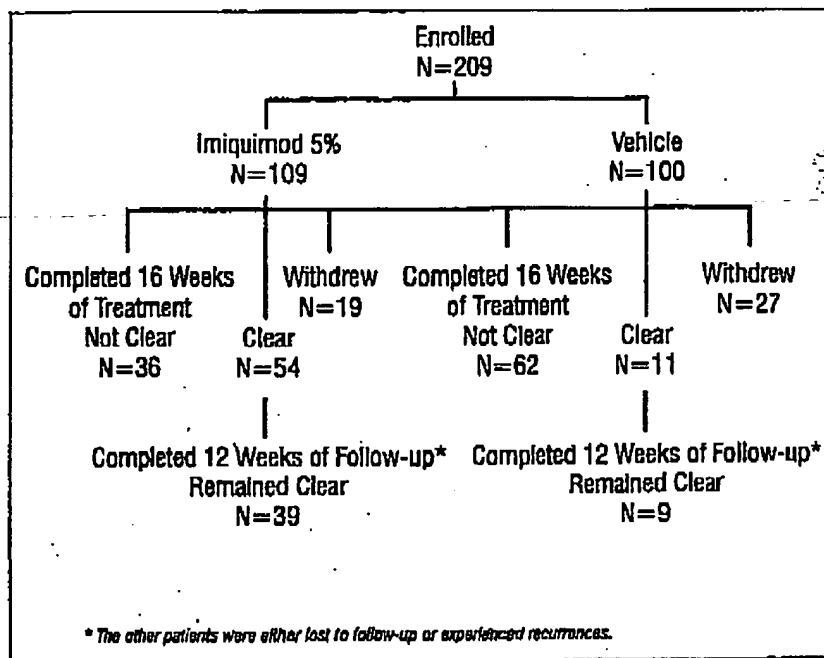 Enrolled
N=209
Imiquimod 5%
N=109
Vehicle
N=100
Completed 16 Weeks
of Treatment
Not Clear
N=36
Clear
N=54
Withdrew
N=19
Completed 16 Weeks
of Treatment
Not Clear
N=62
Clear
N=11
Withdrew
N=27
Completed 12 Weeks of Follow-up*
Remained Clear
N=39
Completed 12 Weeks of Follow-up*
Remained Clear
N=9
* The other patients were either lost to follow-up or experienced recurrances.